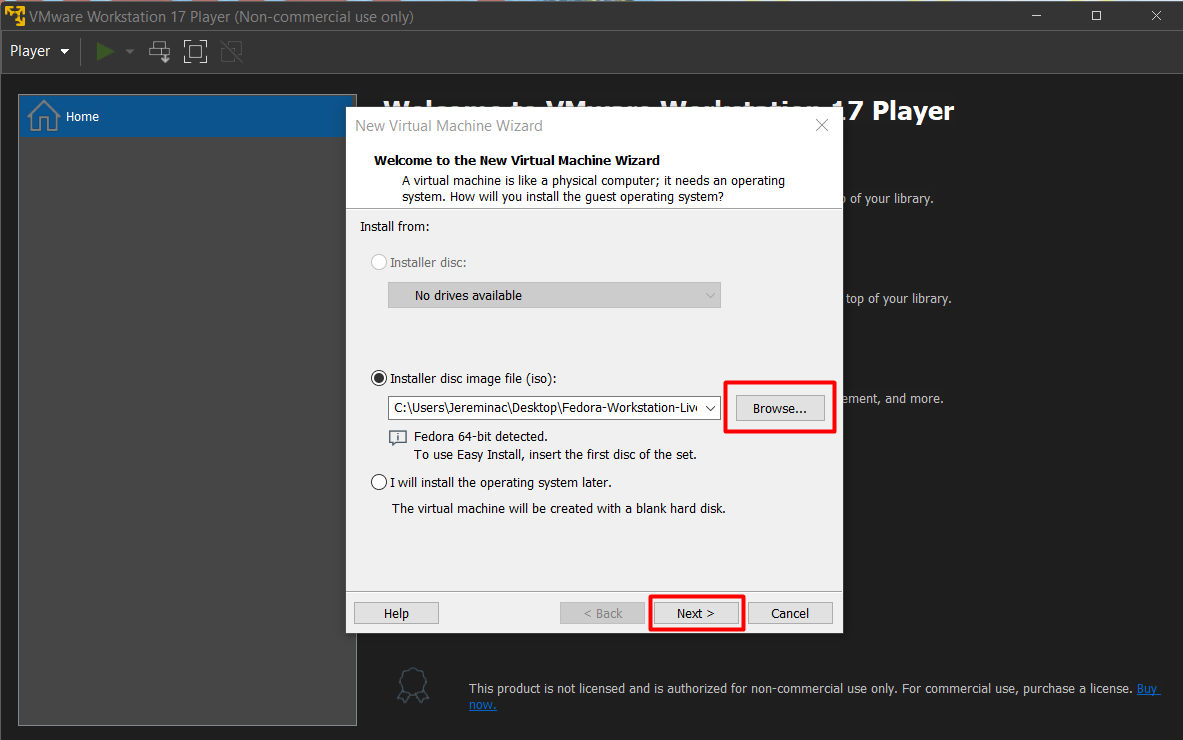 VMware Workstation 17 Player (Non-commercial use only)
Player
Home
Welcome to VMware Workstation 17 Player
New Virtual Machine Wizard
Welcome to the New Virtual Machine Wizard
A virtual machine is like a physical computer; it needs an operating
system. How will you install the guest operating system?
of your library.
Install from:
Installer disc:
No drives available
top of your library.
Installer disc image file (iso):
C:\Users\Jereminac\Desktop\Fedora-Workstation-Live
Browse...
ement, and more.
Fedora 64-bit detected.
To use Easy Install, insert the first disc of the set.
I will install the operating system later.
The virtual machine will be created with a blank hard disk.
Help
< Back
Next >
Cancel
This product is not licensed and is authorized for non-commercial use only. For commercial use, purchase a license. Buy
now.